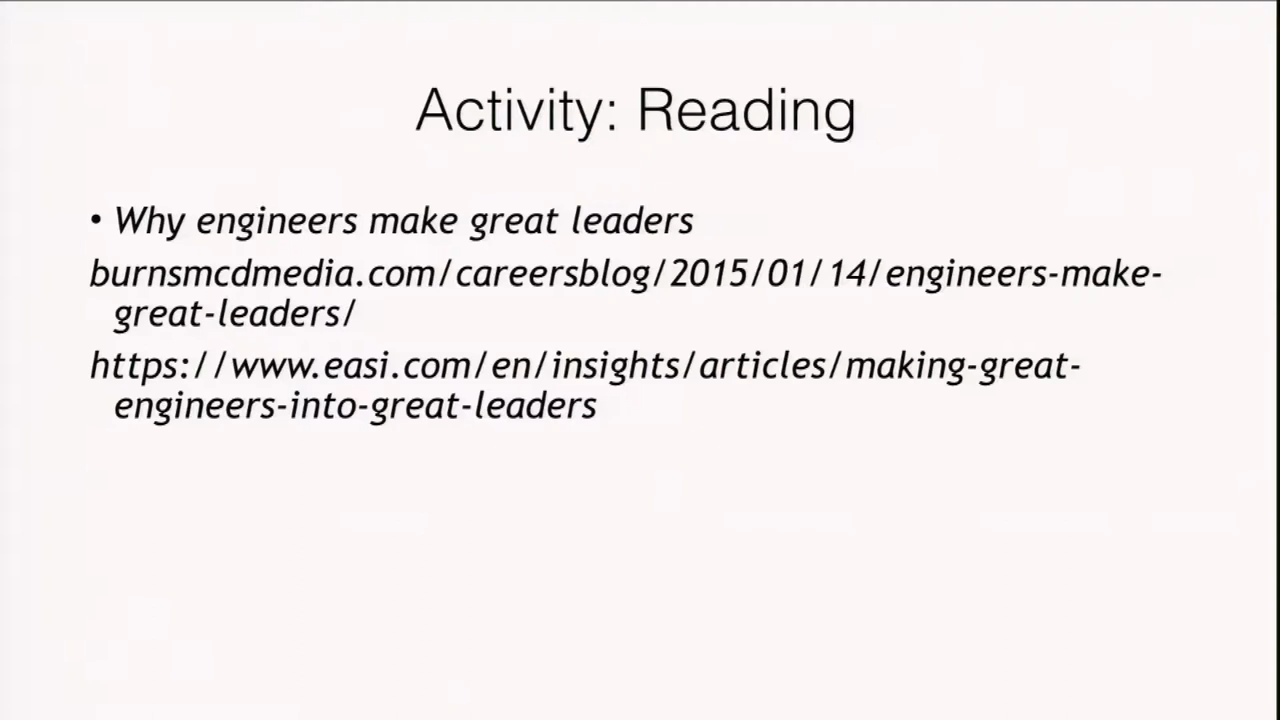 Activity: Reading
• Why engineers make great leaders
burnsmcdmedia.com/careersblog/2015/01/14/engineers-make-
great-leaders/
https://www.easi.com/en/insights/articles/making-great-
engineers-into-great-leaders